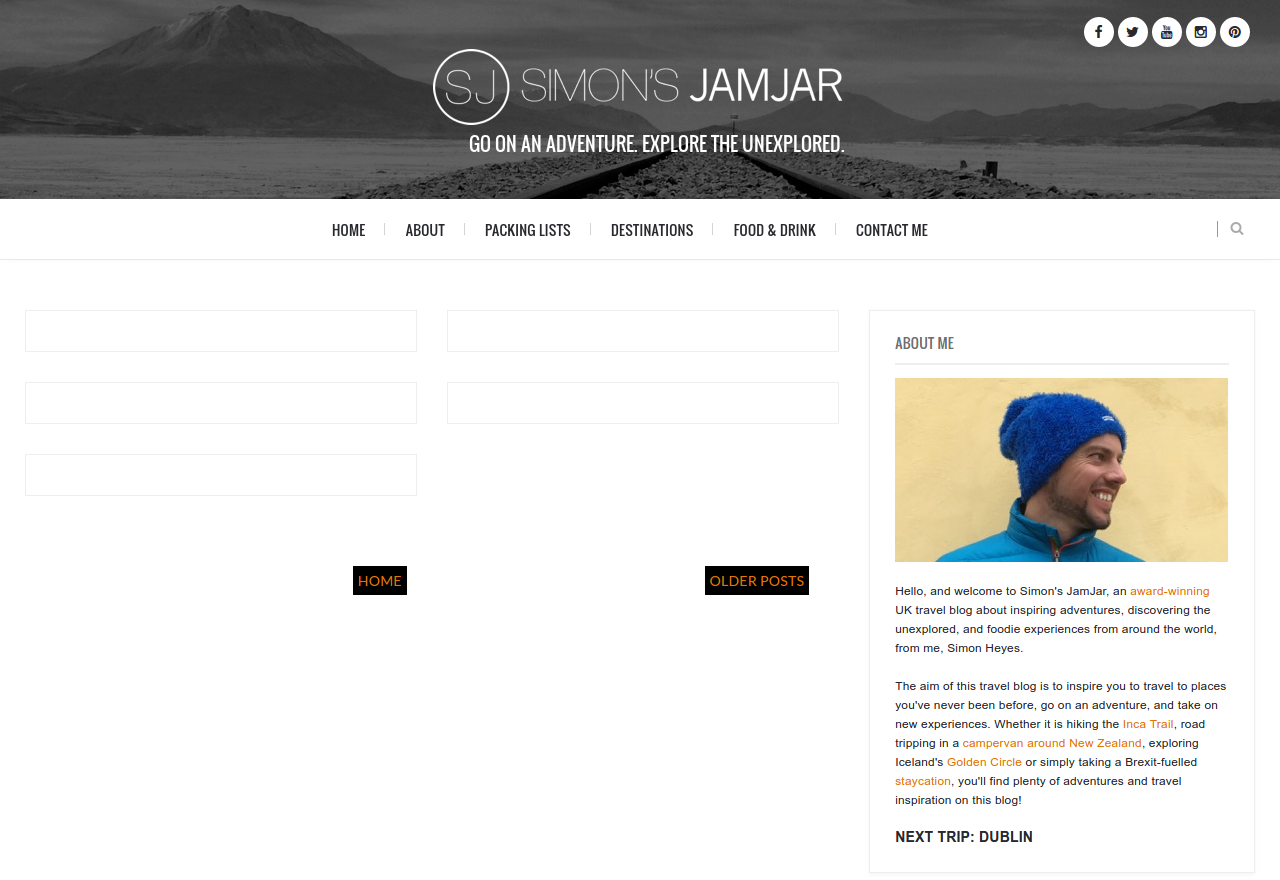 SJ SIMON'S JAMJAR
GO ON AN ADVENTURE. EXPLORE THE UNEXPLORED.
HOME
ABOUT
PACKING LISTS
DESTINATIONS
FOOD & DRINK
CONTACT ME
HOME
OLDER POSTS
ABOUT ME
Hello, and welcome to Simon's JamJar, an award-winning
UK travel blog about inspiring adventures, discovering the
unexplored, and foodie experiences from around the world,
from me, Simon Heyes.
The aim of this travel blog is to inspire you to travel to places
you've never been before, go on an adventure, and take on
new experiences. Whether it is hiking the Inca Trail, road
tripping in a campervan around New Zealand, exploring
Iceland's Golden Circle or simply taking a Brexit-fuelled
staycation, you'll find plenty of adventures and travel
inspiration on this blog!
NEXT TRIP: DUBLIN